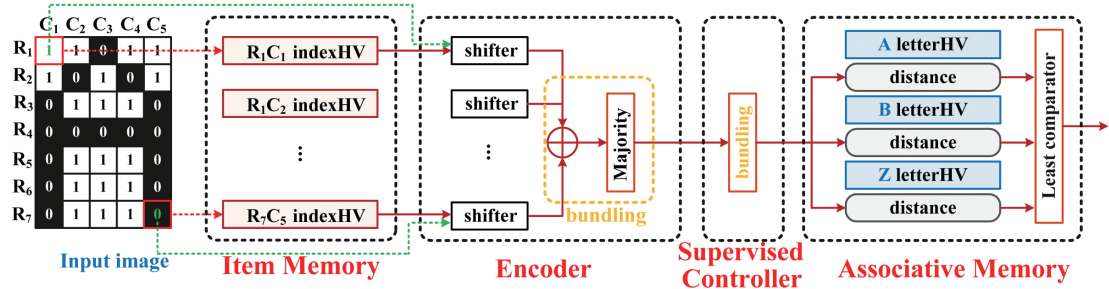 C1 C2 C3 C4 C5
R1 1 1 0 1 1
R2 1 0 1 0 1
R3 0 1 1 1 0
R4 0 0 0 0 0
R5 0 1 1 1 0
R6 0 1 1 1 0
R7 0 1 1 1 0
Input image
R1C1 indexHV
R1C2 indexHV
...
R7C5 indexHV
Item Memory
shifter
shifter
...
shifter
Majority
bundling
Encoder
bundling
Supervised
Controller
A letterHV
distance
B letterHV
distance
Z letterHV
distance
Least comparator
Associative Memory